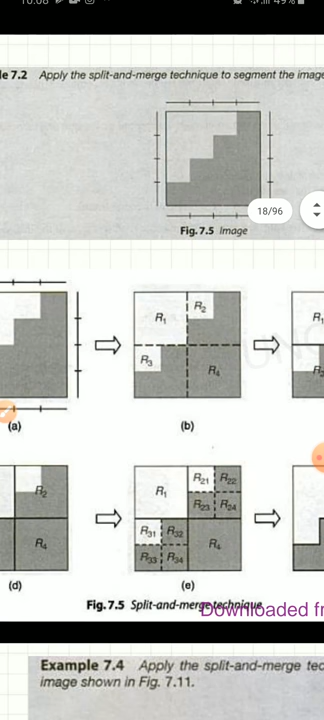 10:08 49%
le 7.2 Apply the split-and-merge technique to segment the image
18/96
Fig. 7.5 Image
R1 R2 R1
R3 R4
(a) (b)
R2 R1 R21 R22
R23 R24
R4 R31 R32 R4
R33 R34
(d) (e)
Fig. 7.5 Split-and-merge technique
Downloaded fr
Example 7.4 Apply the split-and-merge tec
image shown in Fig. 7.11.